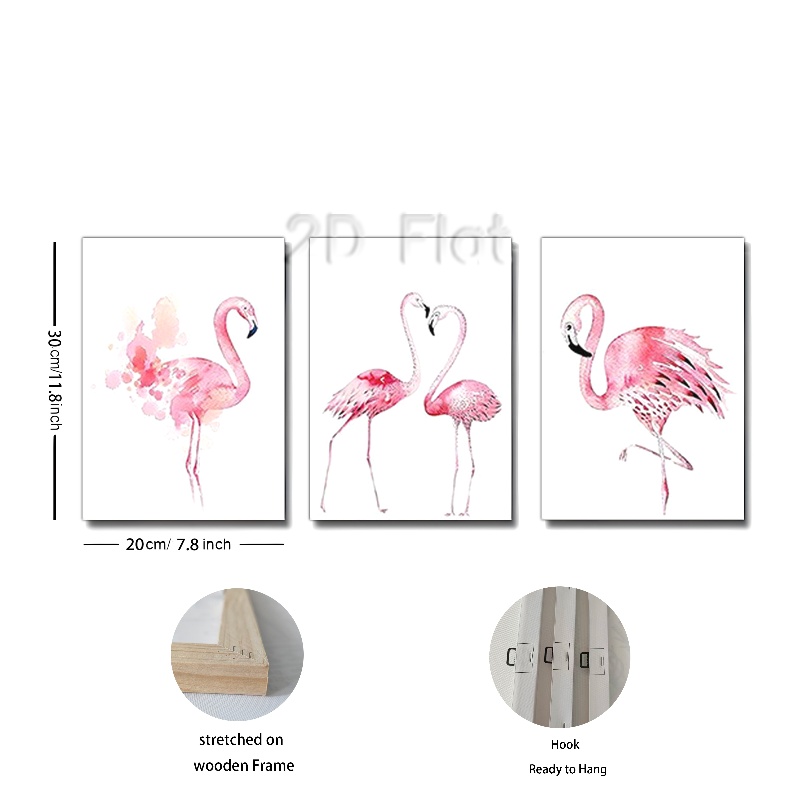 2D Flat
30cm/11.8inch
20cm/ 7.8 inch
stretched on
wooden Frame
Hook
Ready to Hang